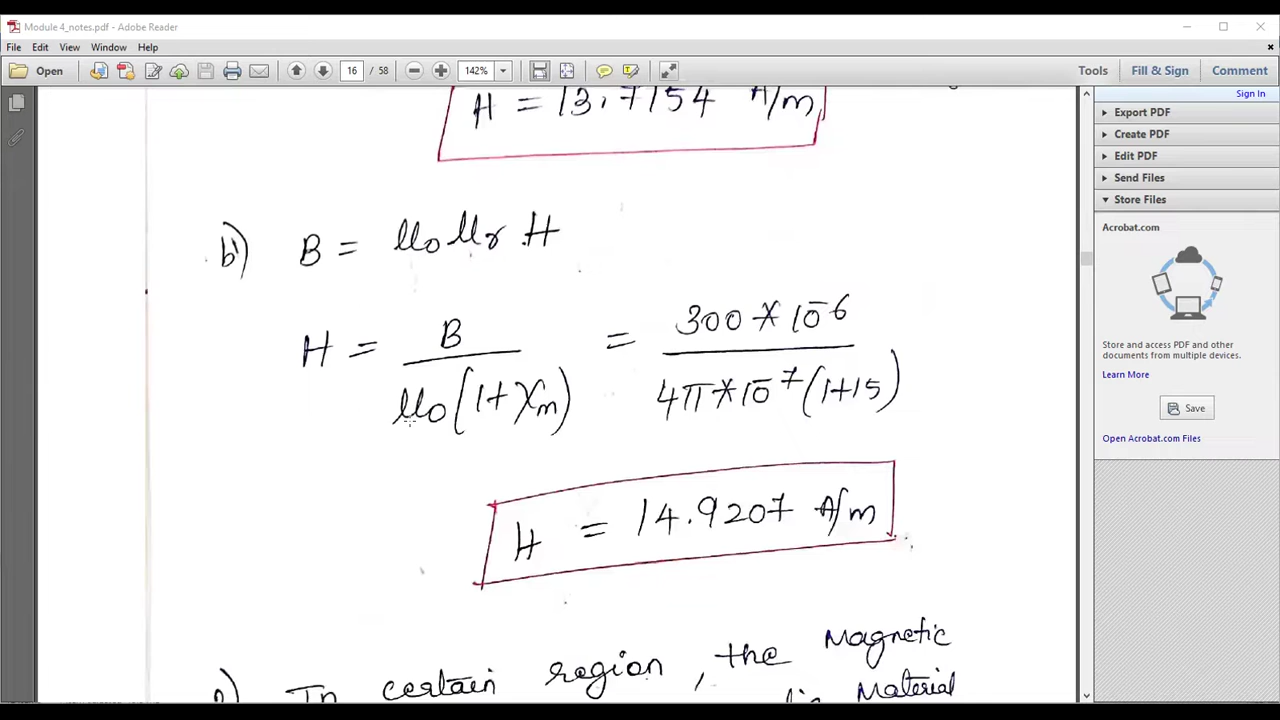 Module 4_notes.pdf - Adobe Reader
File Edit View Window Help
Open 16 / 58 142% Tools Fill & Sign Comment
Sign In
Export PDF
Create PDF
Edit PDF
Send Files
Store Files
Acrobat.com
Store and access PDF and other
documents from multiple devices.
Learn More
Save
Open Acrobat.com Files
H = 13.7154 A/m
b) B = μ0 μr H
H = B / μ0(1+χm) = 300*10^-6 / 4π*10^-7(1+15)
H = 14.9207 A/m
In certain region, the Magnetic
Material